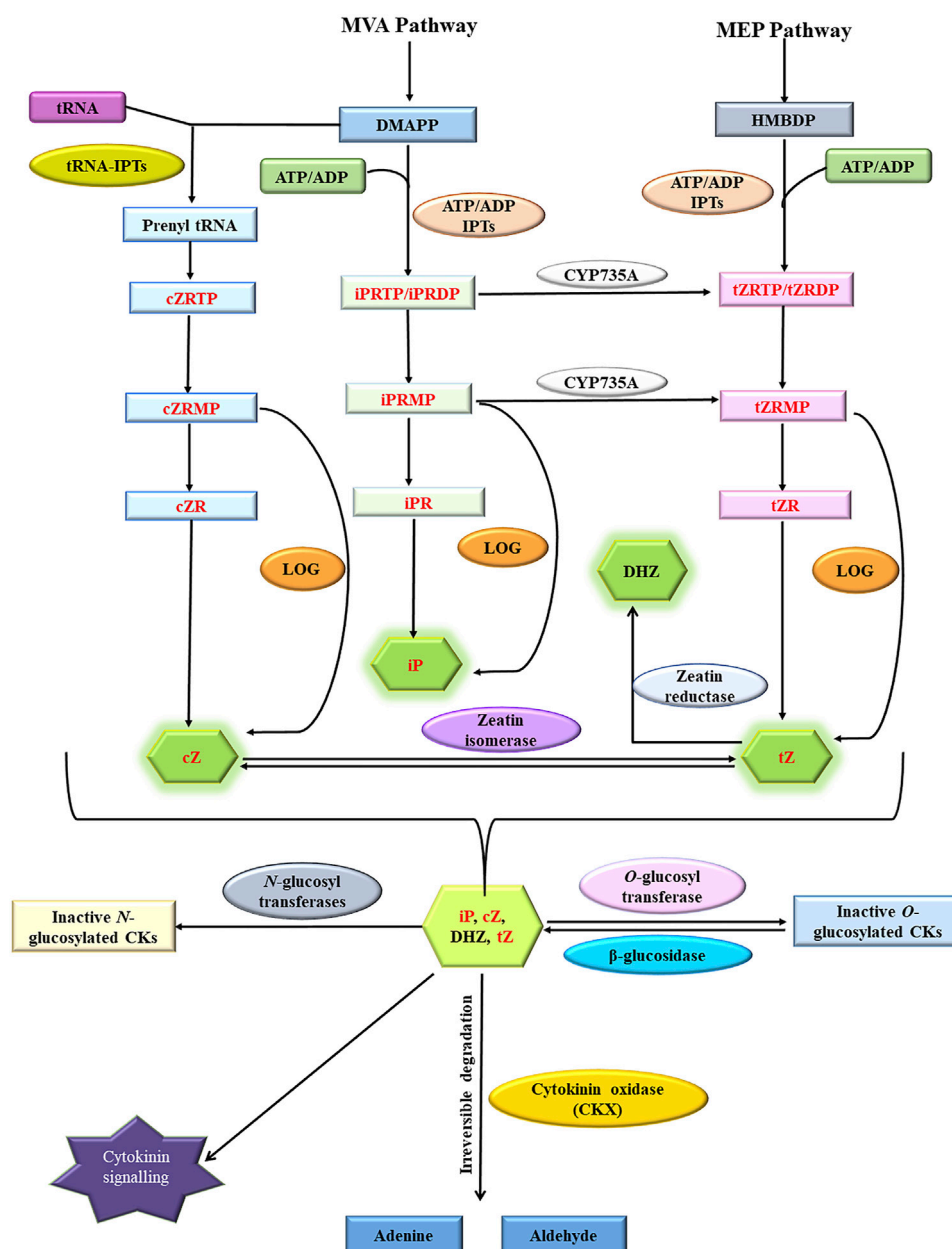 MVA Pathway
MEP Pathway
tRNA
DMAPP
HMBDP
tRNA-IPTs
ATP/ADP
ATP/ADP
IPTs
ATP/ADP
IPTs
ATP/ADP
Prenyl tRNA
cZRTP
iPRTP/iPRDP
CYP735A
tZRTP/tZRDP
cZRMP
iPRMP
CYP735A
tZRMP
cZR
iPR
tZR
LOG
LOG
DHZ
LOG
iP
Zeatin
reductase
Zeatin
isomerase
cZ
tZ
N-glucosyl
transferases
O-glucosyl
transferase
Inactive N-
glucosylated CKs
iP, cZ,
DHZ, tZ
Inactive O-
glucosylated CKs
β-glucosidase
Irreversible degradation
Cytokinin oxidase
(CKX)
Cytokinin
signalling
Adenine
Aldehyde